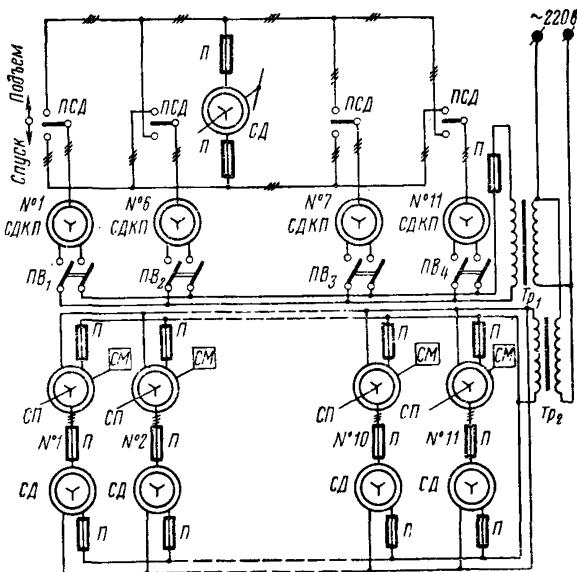 ~220в
Подъем
Спуск
П
ПСД
ПСД
СД
П
ПСД
ПСД
П
№1
СДКП
№6
СДКП
№7
СДКП
№11
СДКП
ПВ₁
ПВ₂
ПВ₃
ПВ₄
Тр₁
П
П
П
П
СМ
СМ
СМ
СМ
СП
СП
СП
СП
Тр₂
№1
П
№2
П
№10
П
№11
П
СД
СД
СД
СД
П
П
П
П